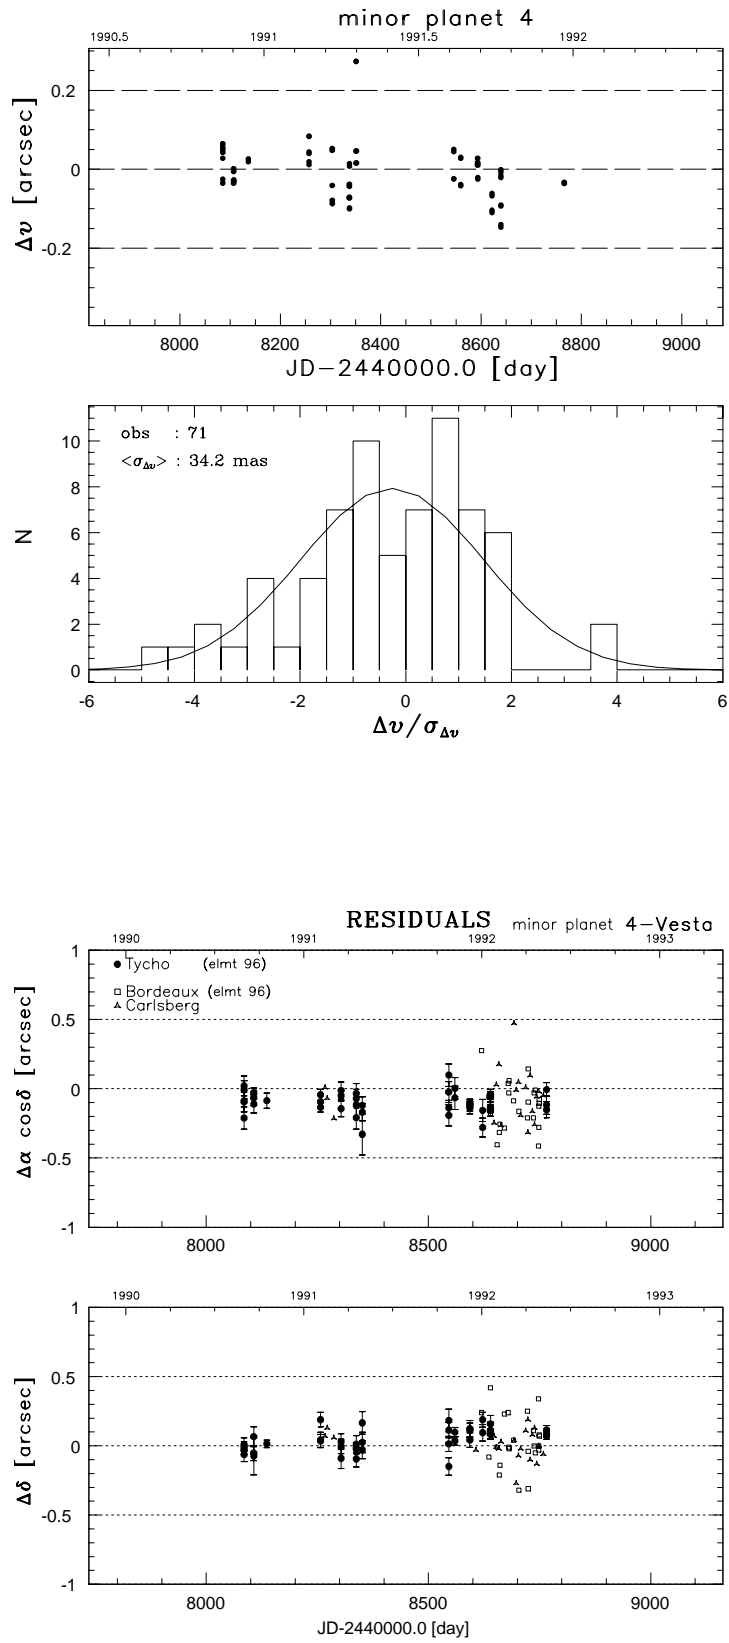 minor planet 4
1990.5 1991 1991.5 1992
0.2
0
-0.2
Δυ [arcsec]
8000 8200 8400 8600 8800 9000
JD-2440000.0 [day]
obs : 71
<σΔυ> : 34.2 mas
10
8
6
4
2
0
N
-6 -4 -2 0 2 4 6
Δυ/σΔυ
RESIDUALS minor planet 4-Vesta
1990 1991 1992 1993
Tycho (elmt 96)
Bordeaux (elmt 96)
Carlsberg
1
0.5
0
-0.5
-1
Δα cosδ [arcsec]
8000 8500 9000
1990 1991 1992 1993
1
0.5
0
-0.5
-1
Δδ [arcsec]
8000 8500 9000
JD-2440000.0 [day]